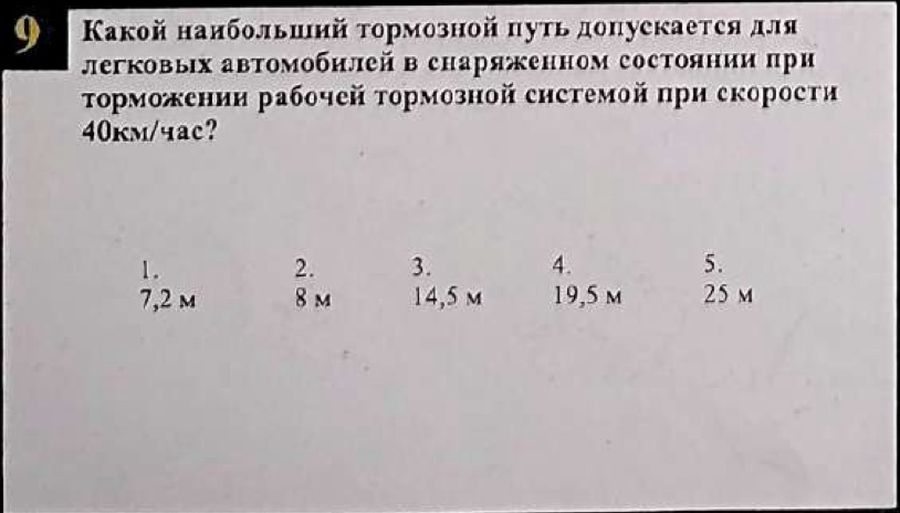 9
Какой наибольший тормозной путь допускается для
легковых автомобилей в снаряженном состоянии при
торможении рабочей тормозной системой при скорости
40км/час?
1. 2. 3. 4. 5.
7,2 м 8 м 14,5 м 19,5 м 25 м